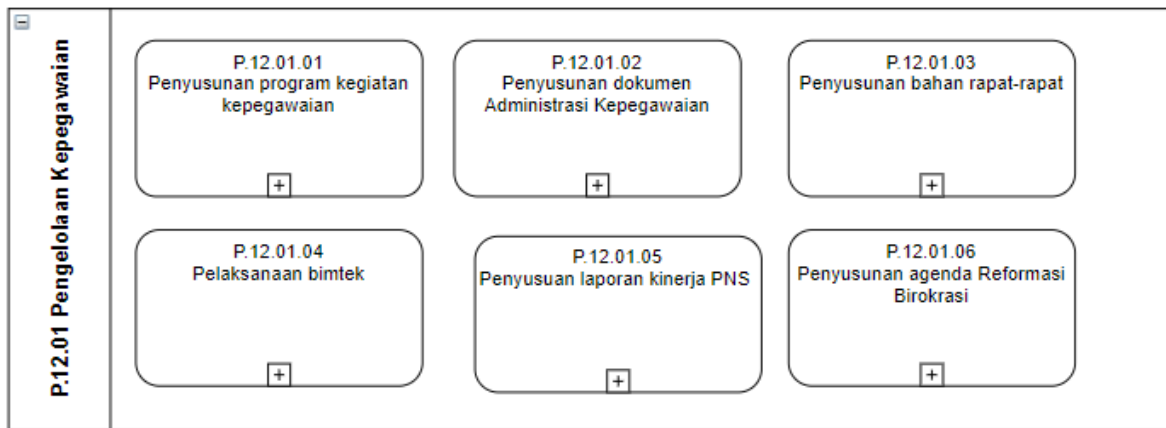 P.12.01 Pengelolaan Kepegawaian
P.12.01.01
Penyusunan program kegiatan
kepegawaian
P.12.01.02
Penyusunan dokumen
Administrasi Kepegawaian
P.12.01.03
Penyusunan bahan rapat-rapat
P.12.01.04
Pelaksanaan bimtek
P.12.01.05
Penyusuan laporan kinerja PNS
P.12.01.06
Penyusunan agenda Reformasi
Birokrasi